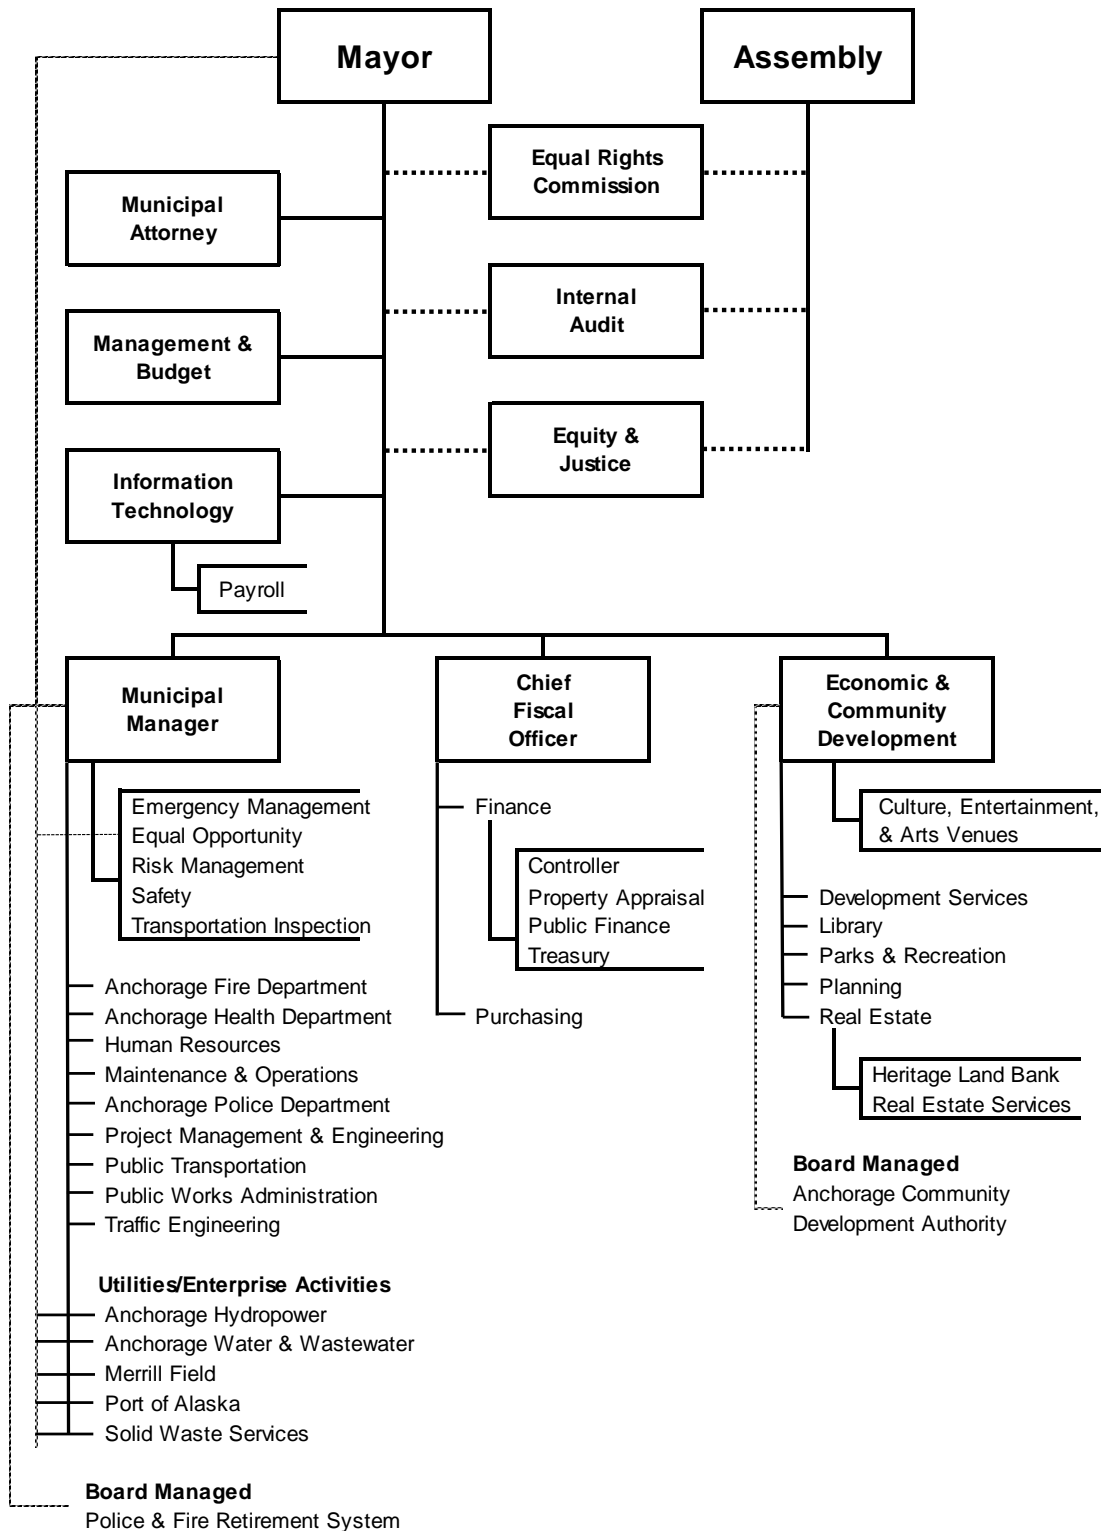 Mayor
Assembly
Equal Rights
Commission
Municipal
Attorney
Internal
Audit
Management &
Budget
Equity &
Justice
Information
Technology
Payroll
Municipal
Manager
Chief
Fiscal
Officer
Economic &
Community
Development
Emergency Management
Equal Opportunity
Risk Management
Safety
Transportation Inspection
Finance
Controller
Property Appraisal
Public Finance
Treasury
Purchasing
Culture, Entertainment,
& Arts Venues
Development Services
Library
Parks & Recreation
Planning
Real Estate
Heritage Land Bank
Real Estate Services
Board Managed
Anchorage Community
Development Authority
Anchorage Fire Department
Anchorage Health Department
Human Resources
Maintenance & Operations
Anchorage Police Department
Project Management & Engineering
Public Transportation
Public Works Administration
Traffic Engineering
Utilities/Enterprise Activities
Anchorage Hydropower
Anchorage Water & Wastewater
Merrill Field
Port of Alaska
Solid Waste Services
Board Managed
Police & Fire Retirement System